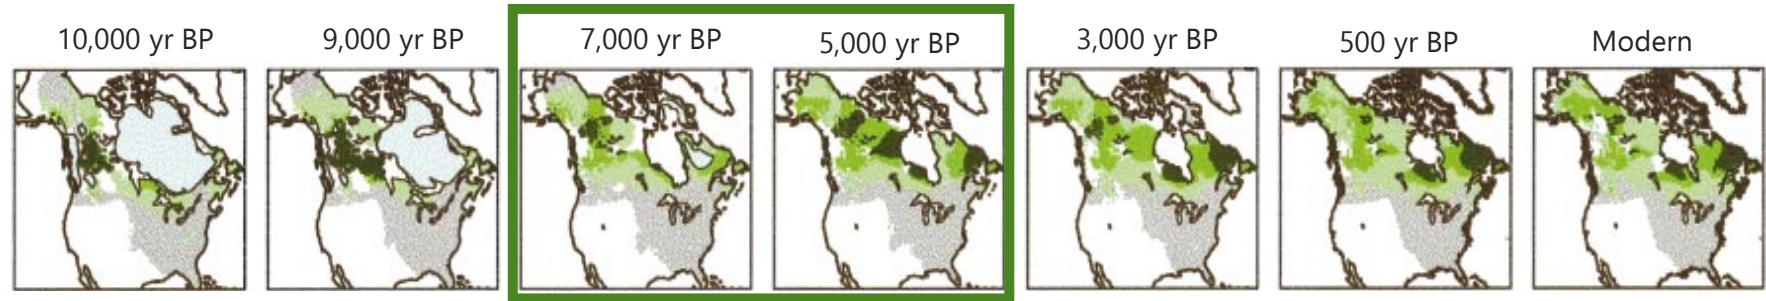 10,000 yr BP
9,000 yr BP
7,000 yr BP
5,000 yr BP
3,000 yr BP
500 yr BP
Modern